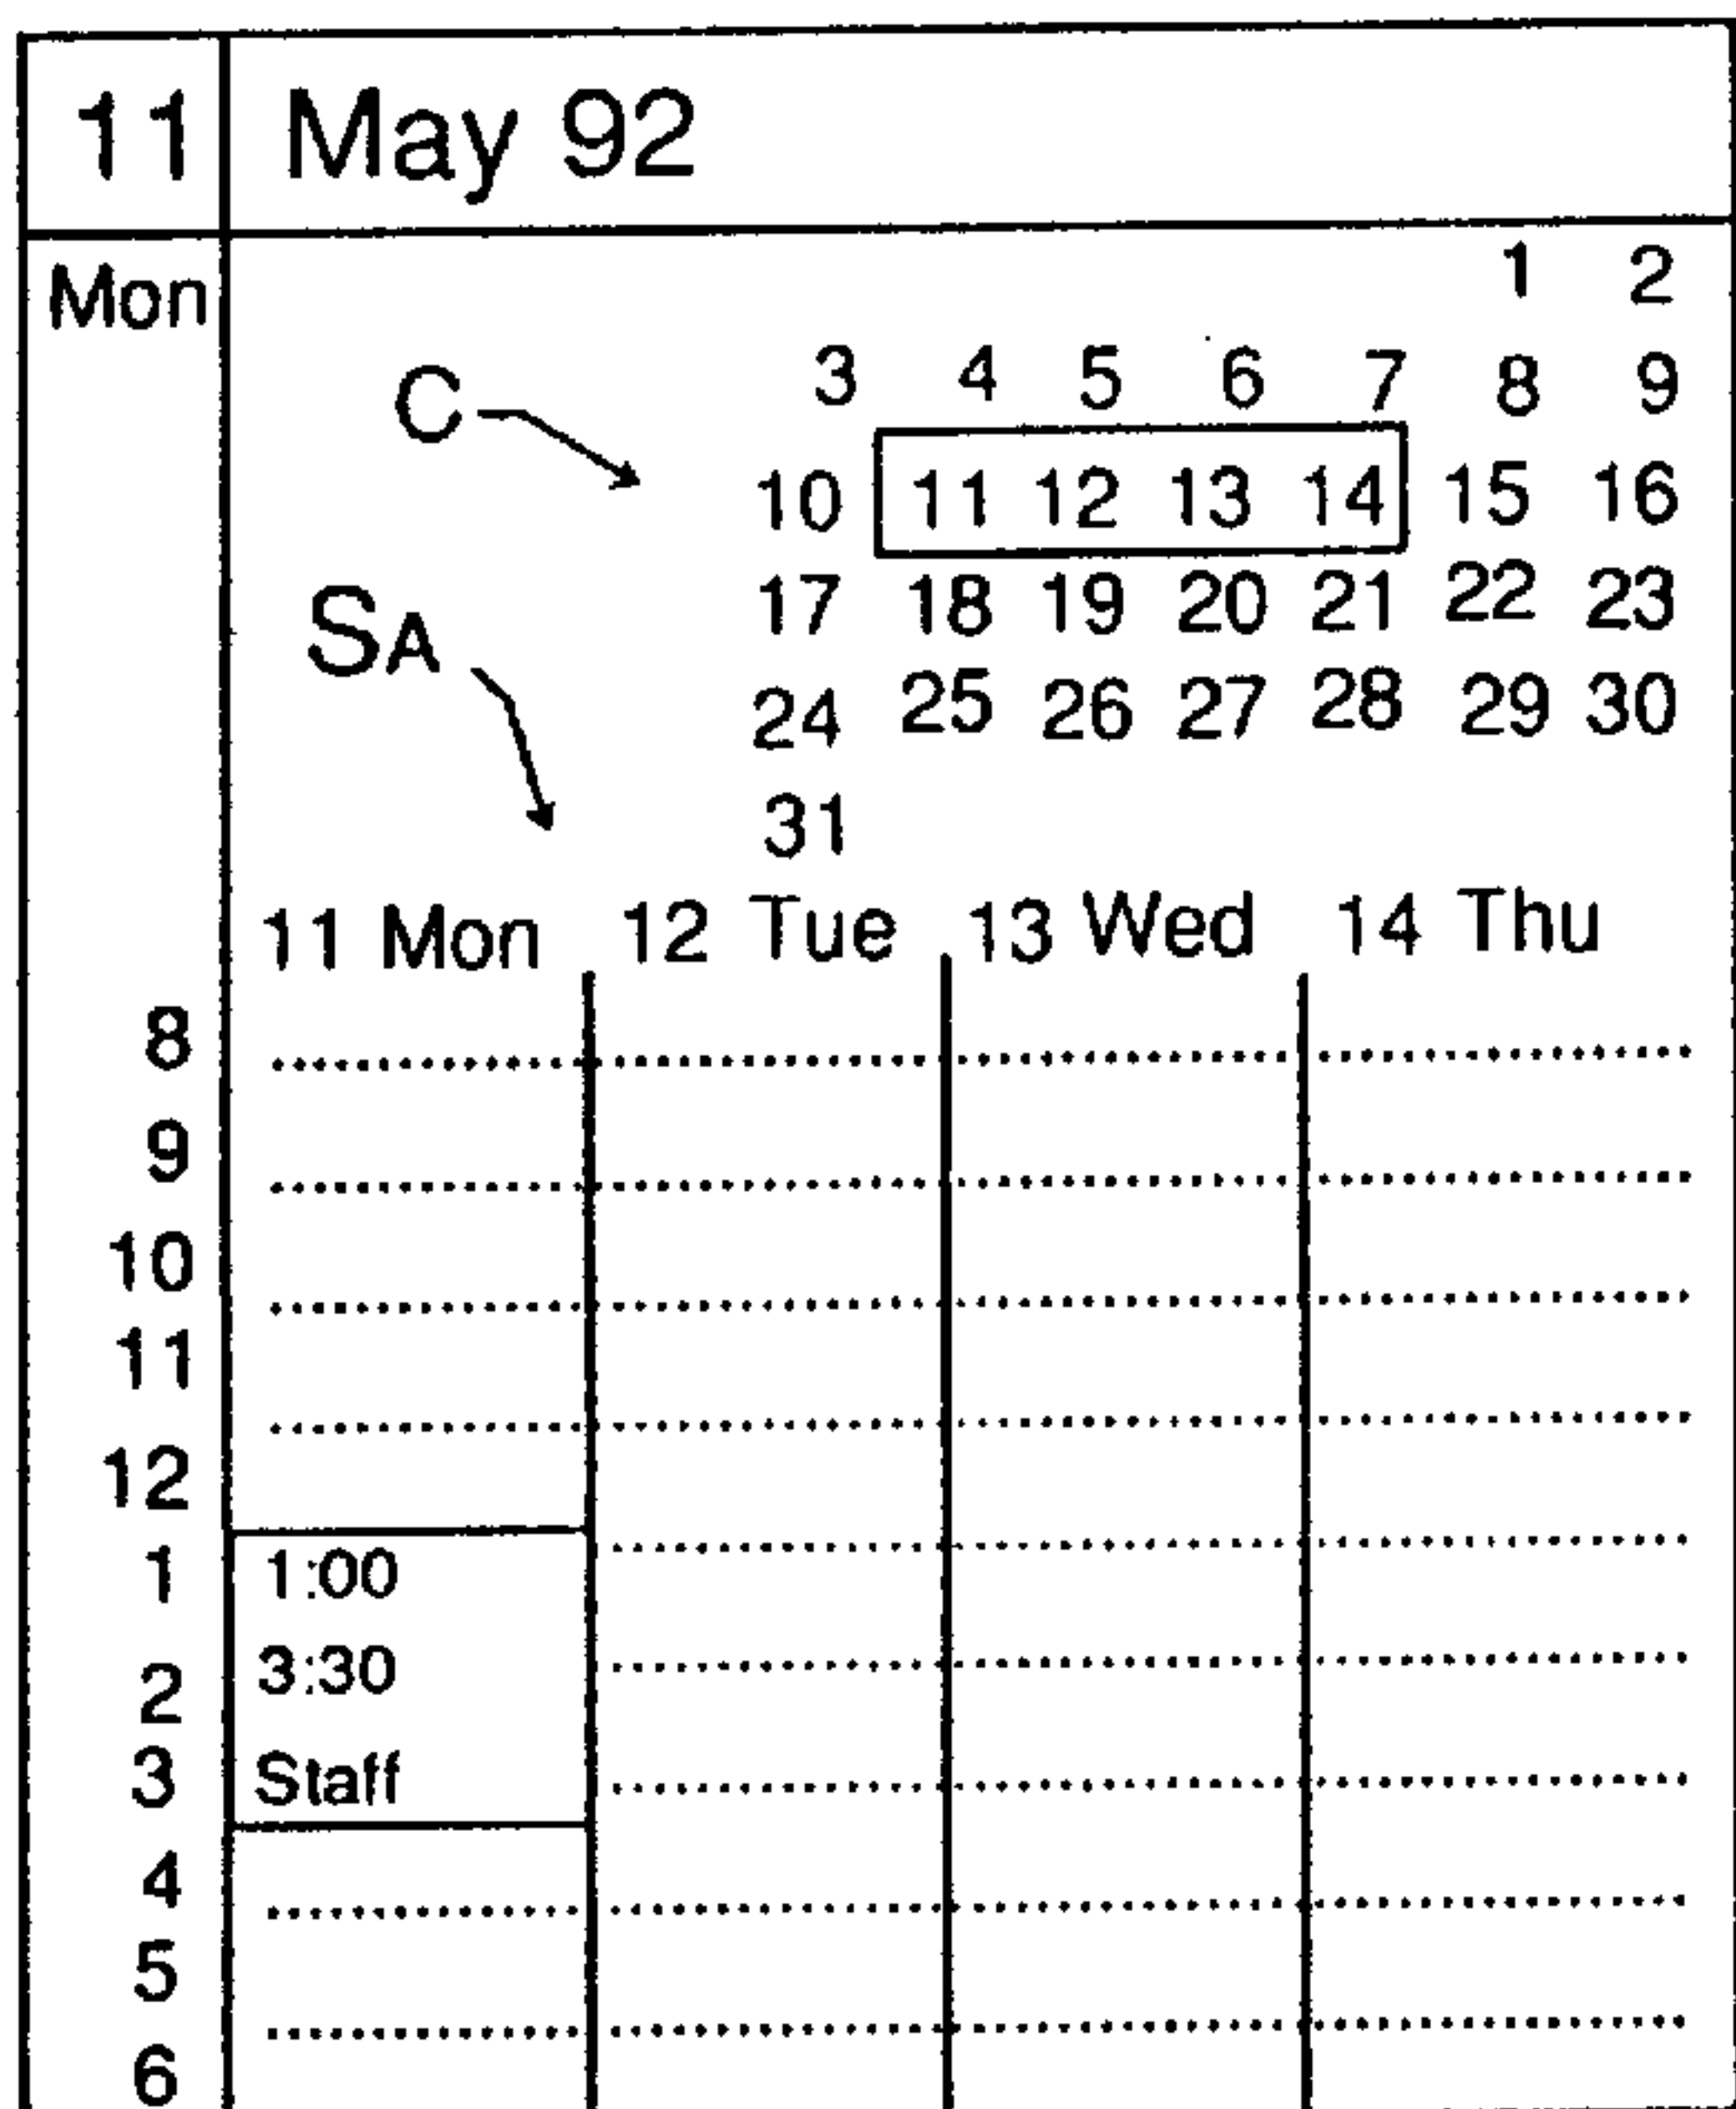 11 May 92
Mon 1 2
C 3 4 5 6 7 8 9
10 11 12 13 14 15 16
SA 17 18 19 20 21 22 23
24 25 26 27 28 29 30
31
11 Mon 12 Tue 13 Wed 14 Thu
8
9
10
11
12
1 1:00
2 3:30
3 Staff
4
5
6